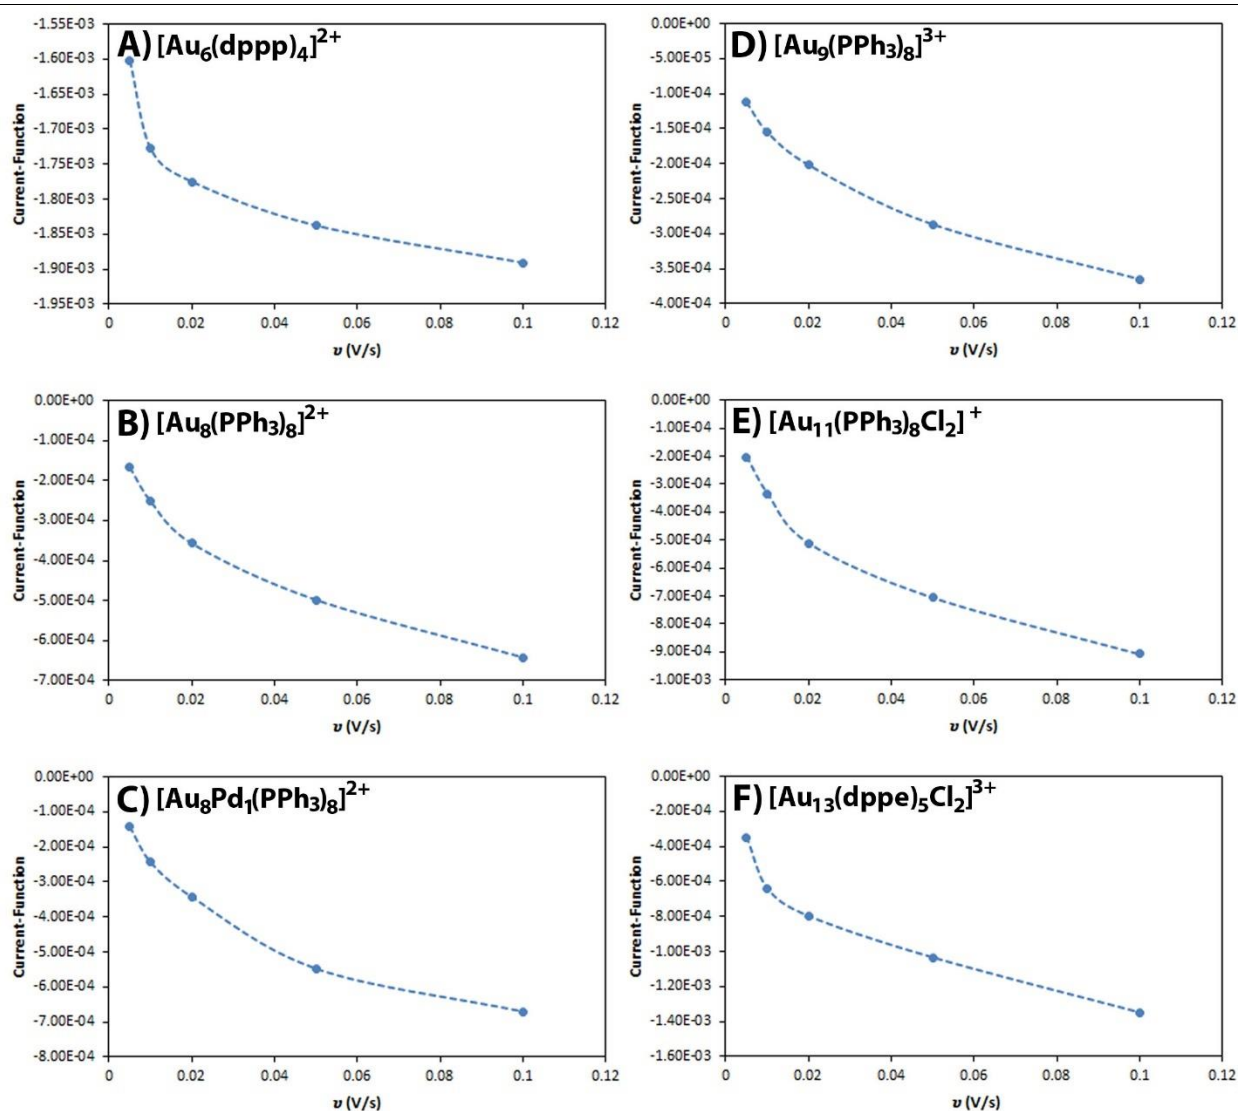 A) [Au6(dppp)4]2+
Current-Function
-1.55E-03
-1.60E-03
-1.65E-03
-1.70E-03
-1.75E-03
-1.80E-03
-1.85E-03
-1.90E-03
-1.95E-03
0 0.02 0.04 0.06 0.08 0.1 0.12
v (V/s)
D) [Au9(PPh3)8]3+
Current-Function
0.00E+00
-5.00E-05
-1.00E-04
-1.50E-04
-2.00E-04
-2.50E-04
-3.00E-04
-3.50E-04
-4.00E-04
0 0.02 0.04 0.06 0.08 0.1 0.12
v (V/s)
B) [Au8(PPh3)8]2+
Current-Function
0.00E+00
-1.00E-04
-2.00E-04
-3.00E-04
-4.00E-04
-5.00E-04
-6.00E-04
-7.00E-04
0 0.02 0.04 0.06 0.08 0.1 0.12
v (V/s)
E) [Au11(PPh3)8Cl2]+
Current-Function
0.00E+00
-1.00E-04
-2.00E-04
-3.00E-04
-4.00E-04
-5.00E-04
-6.00E-04
-7.00E-04
-8.00E-04
-9.00E-04
-1.00E-03
0 0.02 0.04 0.06 0.08 0.1 0.12
v (V/s)
C) [Au8Pd1(PPh3)8]2+
Current-Function
0.00E+00
-1.00E-04
-2.00E-04
-3.00E-04
-4.00E-04
-5.00E-04
-6.00E-04
-7.00E-04
-8.00E-04
0 0.02 0.04 0.06 0.08 0.1 0.12
v (V/s)
F) [Au13(dppe)5Cl2]3+
Current-Function
0.00E+00
-2.00E-04
-4.00E-04
-6.00E-04
-8.00E-04
-1.00E-03
-1.20E-03
-1.40E-03
-1.60E-03
0 0.02 0.04 0.06 0.08 0.1 0.12
v (V/s)